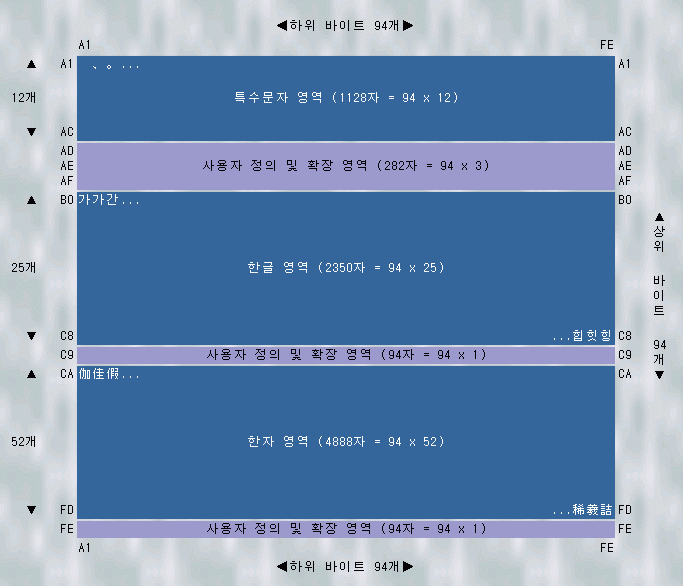 ◀하위 바이트 94개▶
A1 FE
▲ A1 、。... A1
12개 특수문자 영역 (1128자 = 94 x 12)
▼ AC AC
AD AD
AE 사용자 정의 및 확장 영역 (282자 = 94 x 3) AE
AF AF
▲ B0 가가간... B0
▲상위 바이트 94개▼
25개 한글 영역 (2350자 = 94 x 25)
▼ C8 ...힙힛힝 C8
C9 사용자 정의 및 확장 영역 (94자 = 94 x 1) C9
▲ CA 伽佳假... CA
52개 한자 영역 (4888자 = 94 x 52)
▼ FD ...稀羲詰 FD
FE 사용자 정의 및 확장 영역 (94자 = 94 x 1) FE
A1 FE
◀하위 바이트 94개▶